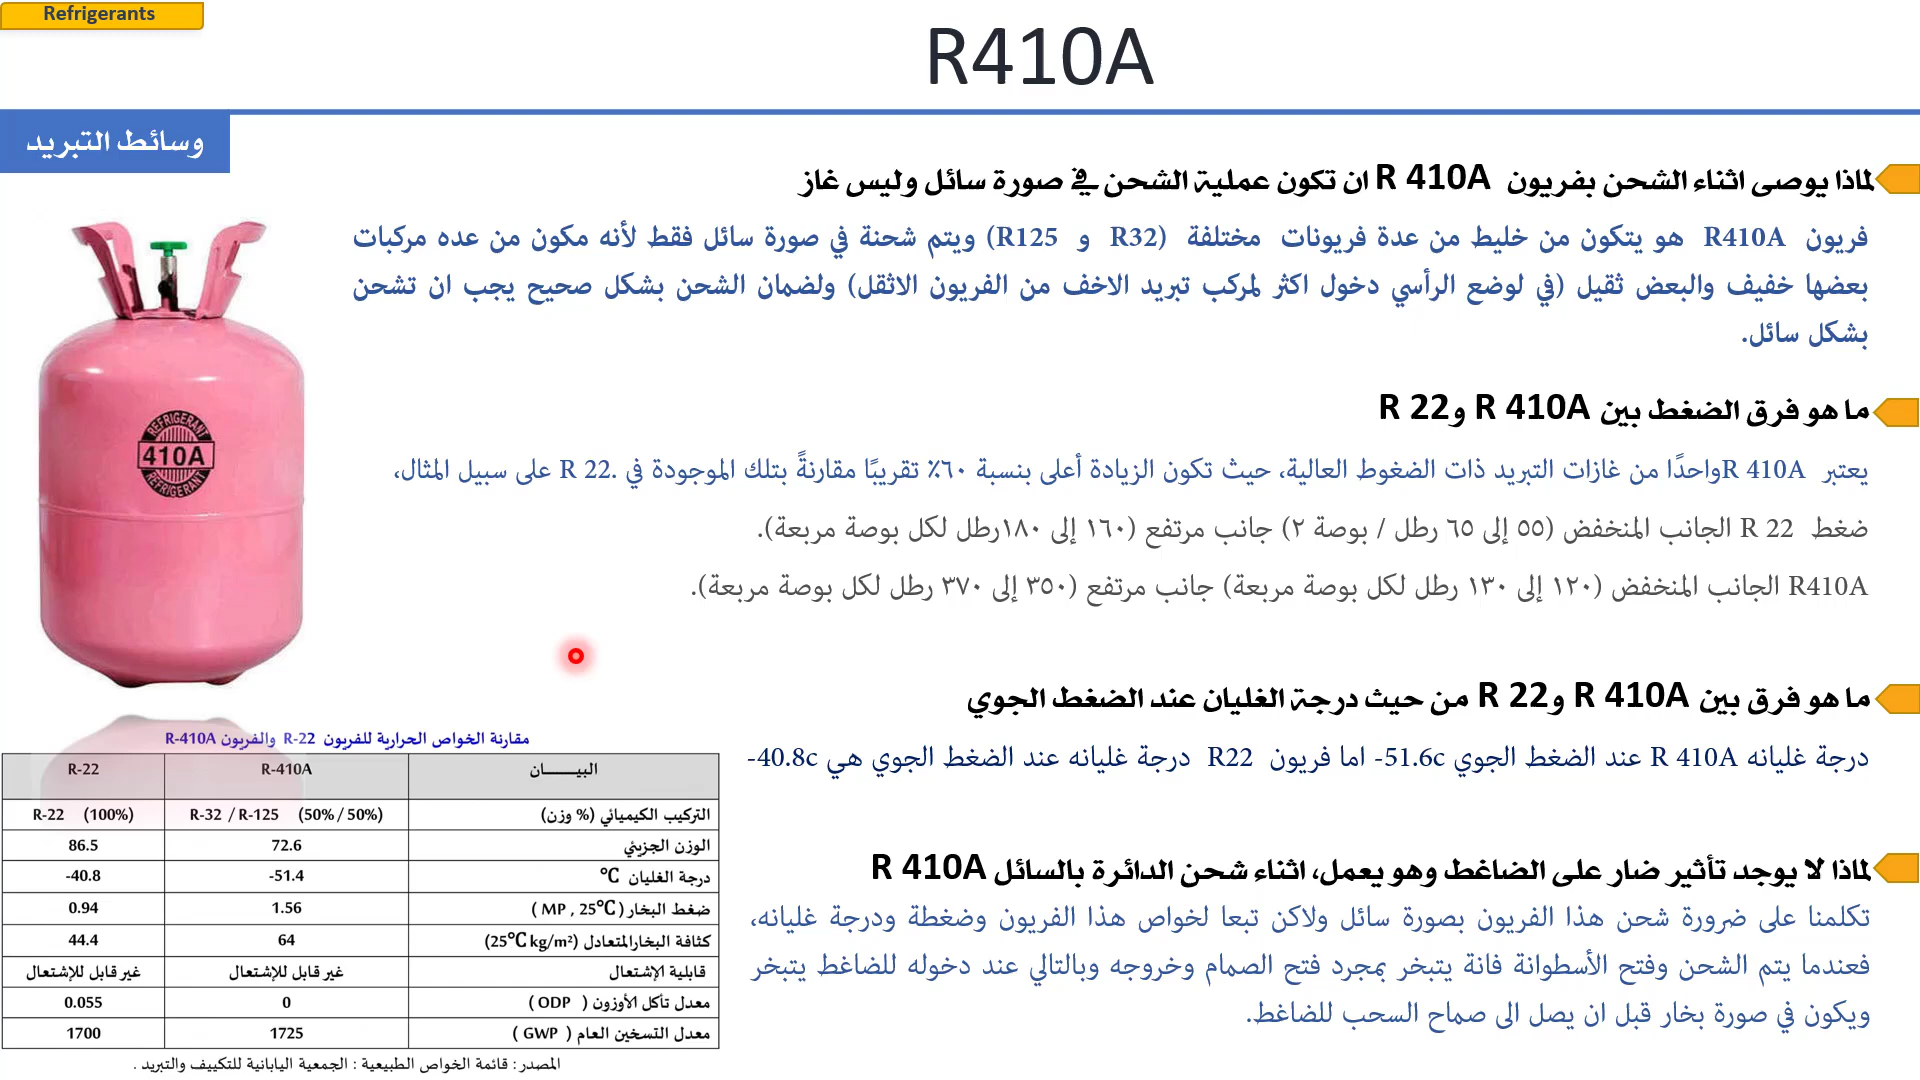 Refrigerants
R410A
وسائط التبريد
لماذا يوصى اثناء الشحن بفريون R 410A ان تكون عملية الشحن في صورة سائل وليس غاز
فريون R410A هو يتكون من خليط من عدة فريونات مختلفة (R32 و R125) ويتم شحنة في صورة سائل فقط لأنه مكون من عده مركبات
بعضها خفيف والبعض ثقيل (في لوضع الرأسي دخول اكثر لمركب تبريد الاخف من الفريون الاثقل) ولضمان الشحن بشكل صحيح يجب ان تشحن
بشكل سائل.
ما هو فرق الضغط بين R 410A وR 22
يعتبر R 410Aواحدًا من غازات التبريد ذات الضغوط العالية، حيث تكون الزيادة أعلى بنسبة ٦٠٪ تقريبًا مقارنةً بتلك الموجودة في .R 22 على سبيل المثال،
ضغط R 22 الجانب المنخفض (٥٥ إلى ٦٥ رطل / بوصة ٢) جانب مرتفع (١٦٠ إلى ١٨٠رطل لكل بوصة مربعة).
R410A الجانب المنخفض (١٢٠ إلى ١٣٠ رطل لكل بوصة مربعة) جانب مرتفع (٣٥٠ إلى ٣٧٠ رطل لكل بوصة مربعة).
ما هو فرق بين R 410A وR 22 من حيث درجة الغليان عند الضغط الجوي
درجة غليانه R 410A عند الضغط الجوي -51.6c اما فريون R22 درجة غليانه عند الضغط الجوي هي -40.8c
لماذا لا يوجد تأثير ضار على الضاغط وهو يعمل، اثناء شحن الدائرة بالسائل R 410A
تكلمنا على ضرورة شحن هذا الفريون بصورة سائل ولاكن تبعا لخواص هذا الفريون وضغطة ودرجة غليانه،
فعندما يتم الشحن وفتح الأسطوانة فانة يتبخر بمجرد فتح الصمام وخروجه وبالتالي عند دخوله للضاغط يتبخر
ويكون في صورة بخار قبل ان يصل الى صماح السحب للضاغط.
REFRIGERANT
410A
REFRIGERANT
مقارنة الخواص الحرارية للفريون R-22 والفريون R-410A
البيـــــــان R-410A R-22
التركيب الكيميائي (% وزن) R-32 / R-125 (50% / 50%) R-22 (100%)
الوزن الجزيئي 72.6 86.5
درجة الغليان ℃ -51.4 -40.8
ضغط البخار ( MP , 25℃ ) 1.56 0.94
كثافة البخارالمتعادل (25℃ kg/m²) 64 44.4
قابلية الإشتعال غير قابل للإشتعال غير قابل للإشتعال
معدل تأكل الأوزون ( ODP ) 0 0.055
معدل التسخين العام ( GWP ) 1725 1700
المصدر : قائمة الخواص الطبيعية : الجمعية اليابانية للتكييف والتبريد .